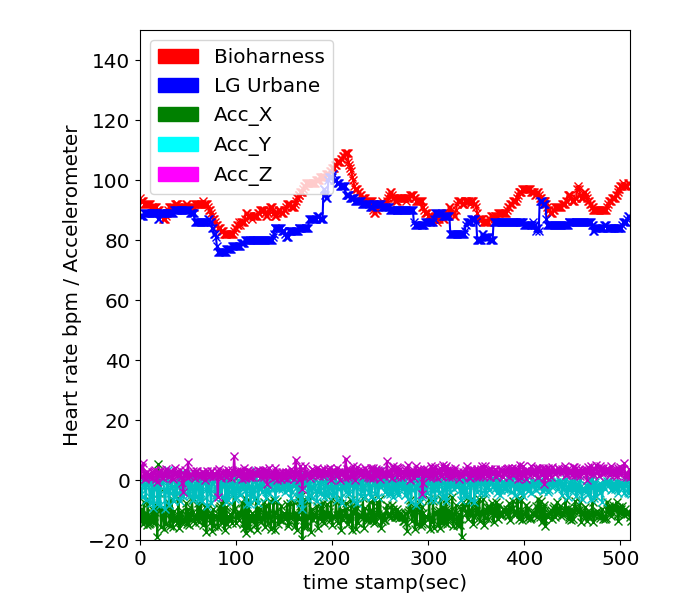 Bioharness
LG Urbane
Acc_X
Acc_Y
Acc_Z
Heart rate bpm / Accelerometer
140
120
100
80
60
40
20
0
−20
0 100 200 300 400 500
time stamp(sec)